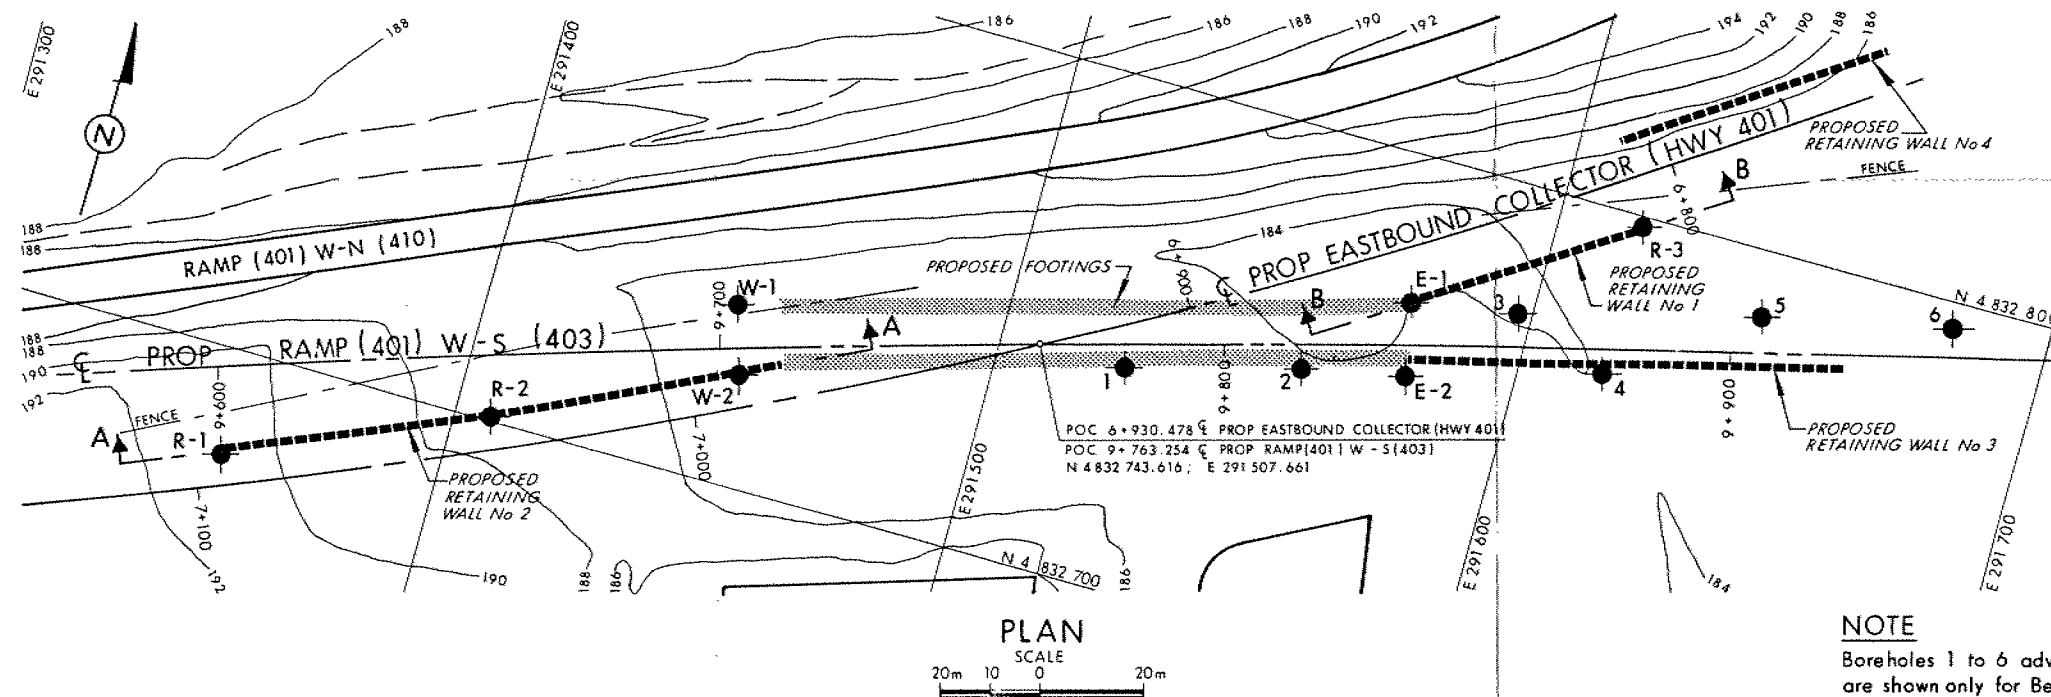 E 291 300
188
E 291 400
186
186
188
190
192
194
192
190
188
186
N
PROPOSED
RETAINING WALL No 4
FENCE
B
6+800
188
188
RAMP (401) W-N (410)
PROPOSED FOOTINGS
6+900
184
℄ PROP EASTBOUND COLLECTOR (HWY 401)
R-3
PROPOSED
RETAINING
WALL No 1
W-1
9+700
E-1
B
3
5
6
N 4 832 800
188
188
190
192
℄ PROP RAMP (401) W-S (403)
A
9+600
FENCE
A
R-1
R-2
W-2
1
9+800
2
E-2
4
9+900
7+000
POC 6+930.478 ℄ PROP EASTBOUND COLLECTOR (HWY 401)
POC 9+763.254 ℄ PROP RAMP(401) W-S(403)
N 4 832 743.616; E 291 507.661
PROPOSED
RETAINING WALL No 3
PROPOSED
RETAINING
WALL No 2
7+100
E 291 500
E 291 600
E 291 700
192
190
188
186
N 4 832 700
186
184
PLAN
SCALE
20m 10 0 20m
NOTE
Boreholes 1 to 6 adv
are shown only for Be